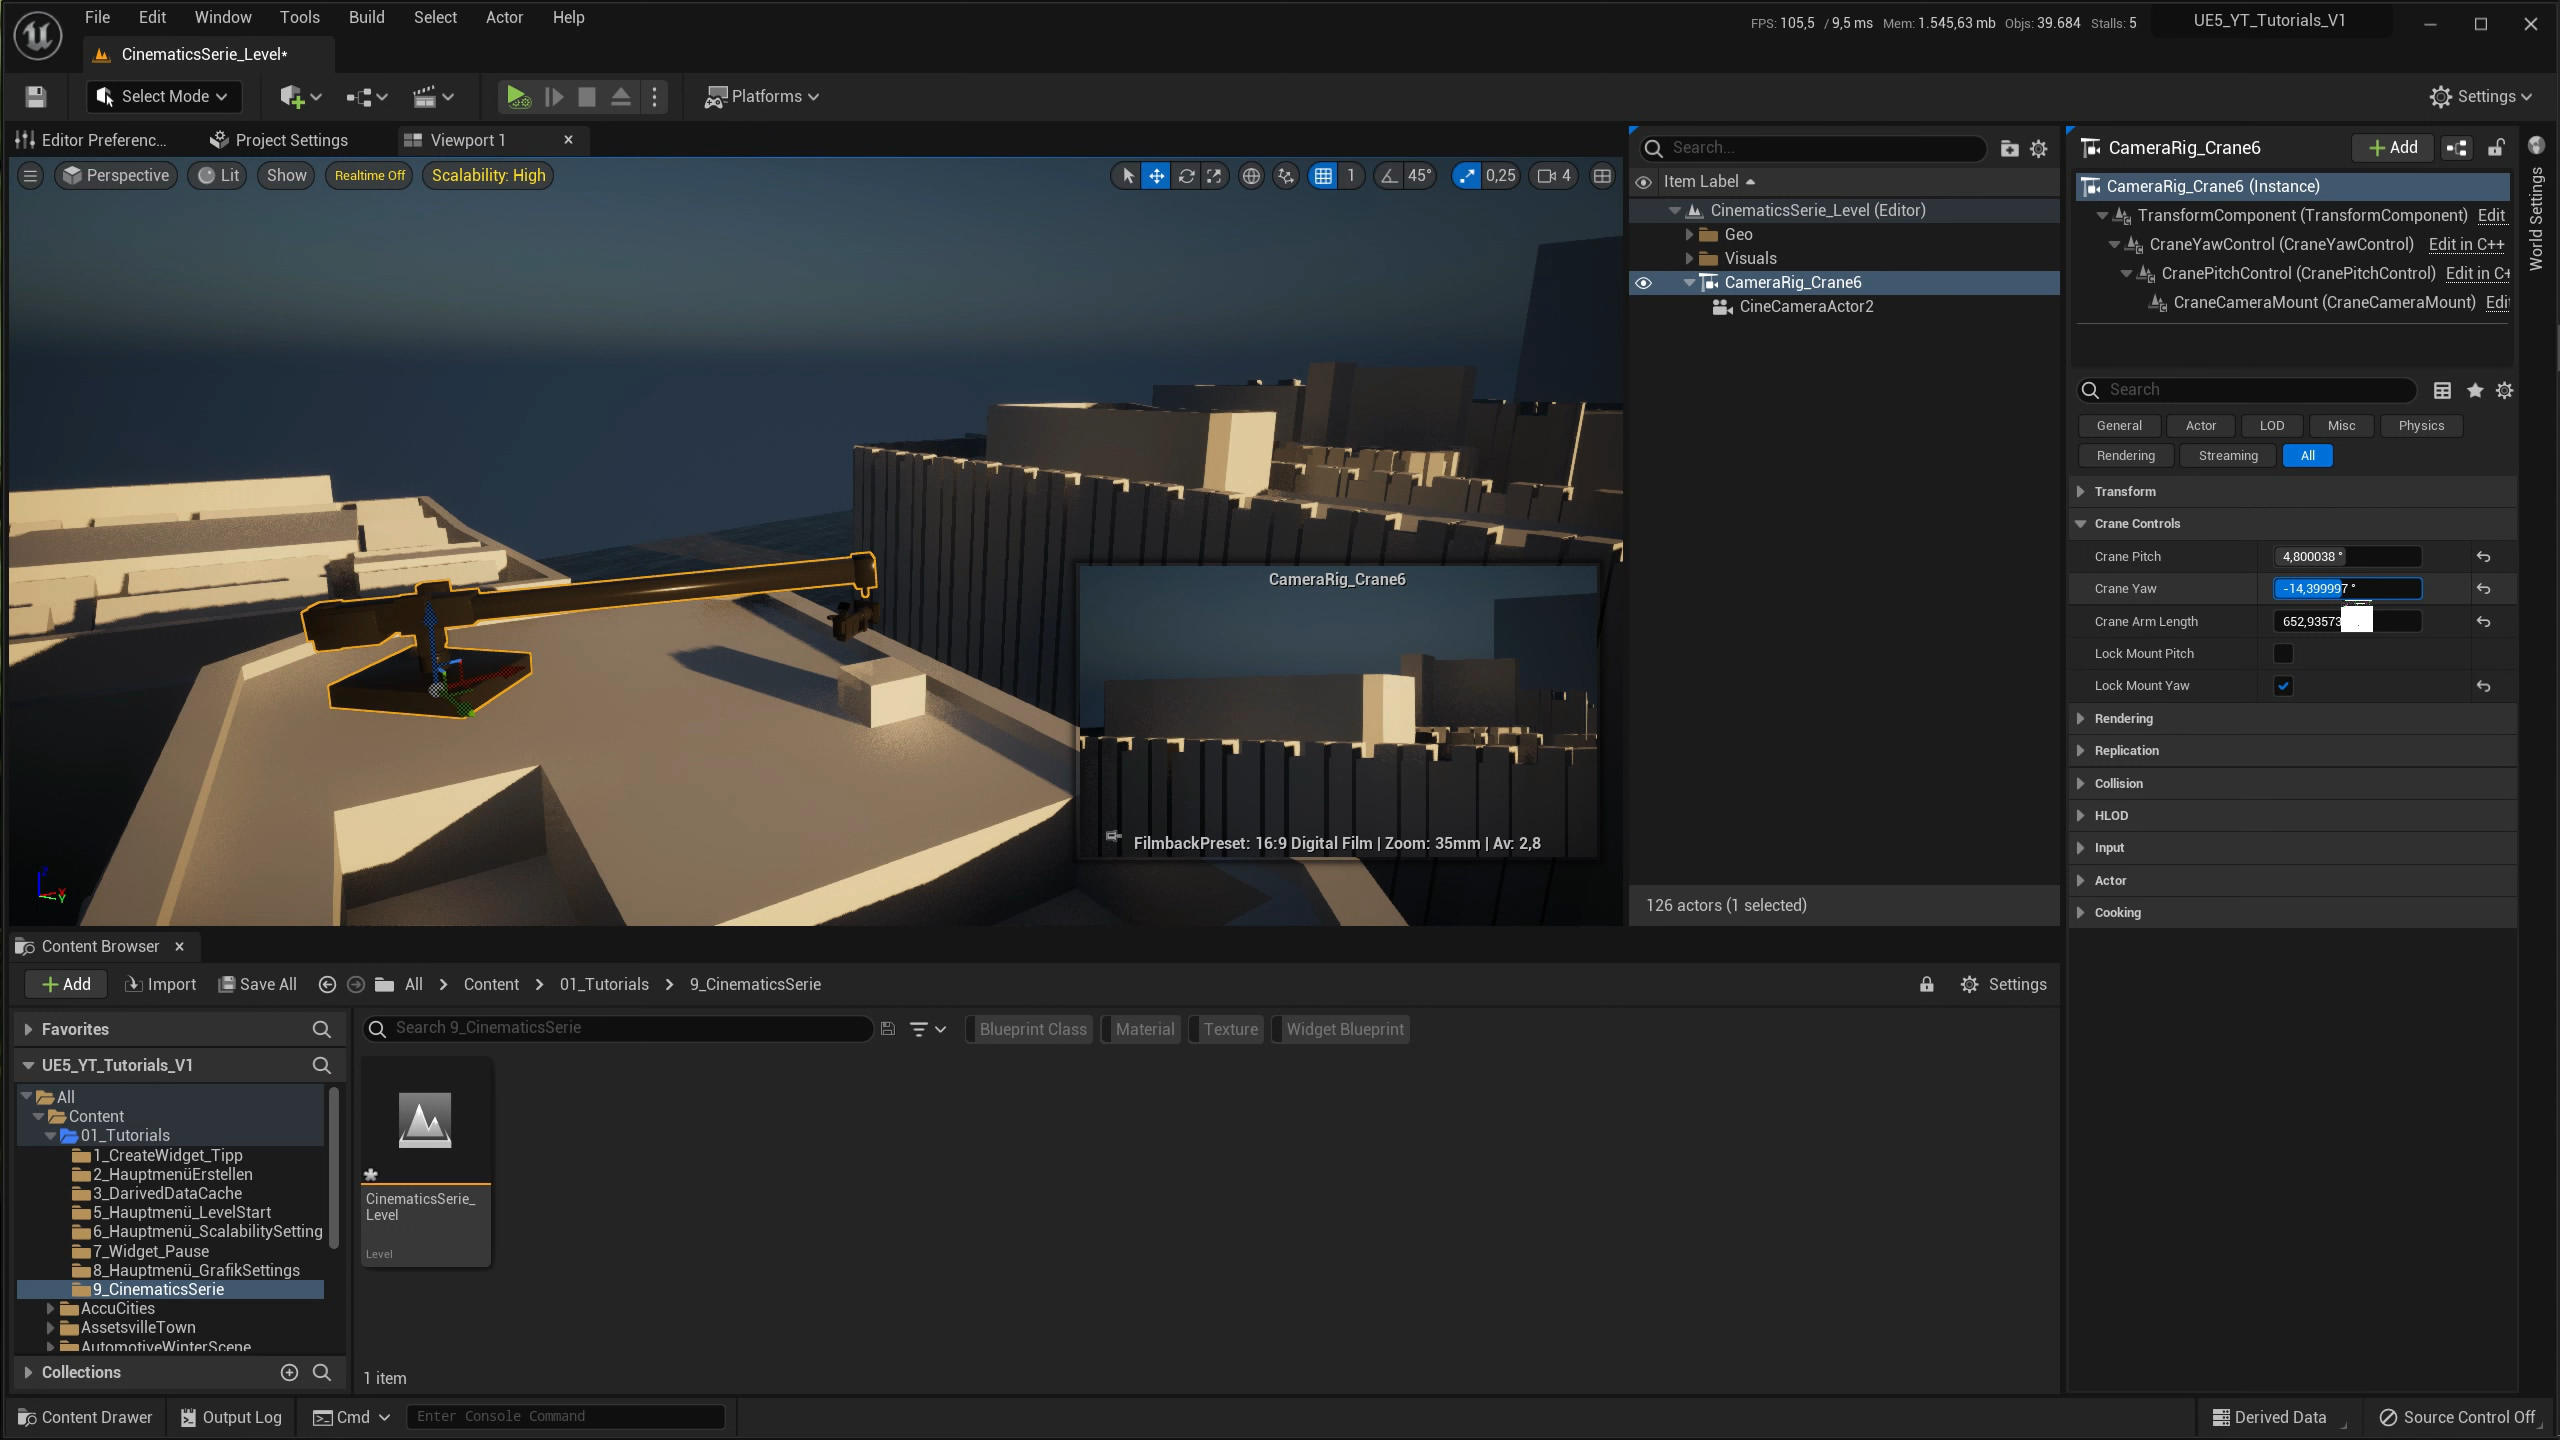 File Edit Window Tools Build Select Actor Help
FPS: 105,5 / 9,5 ms Mem: 1.545,63 mb Objs: 39.684 Stalls: 5
UE5_YT_Tutorials_V1
CinematicsSerie_Level*
Select Mode
Platforms
Settings
Editor Preferenc...
Project Settings
Viewport 1
Perspective Lit Show Realtime Off Scalability: High
1 45° 0,25 4
CameraRig_Crane6
FilmbackPreset: 16:9 Digital Film | Zoom: 35mm | Av: 2,8
Search...
Item Label
CinematicsSerie_Level (Editor)
Geo
Visuals
CameraRig_Crane6
CineCameraActor2
126 actors (1 selected)
CameraRig_Crane6
Add
CameraRig_Crane6 (Instance)
TransformComponent (TransformComponent) Edit
CraneYawControl (CraneYawControl) Edit in C++
CranePitchControl (CranePitchControl) Edit in C+
CraneCameraMount (CraneCameraMount) Edi
World Settings
Search
General Actor LOD Misc Physics
Rendering Streaming All
Transform
Crane Controls
Crane Pitch 4,800038 °
Crane Yaw -14,399997 °
Crane Arm Length 652,93573
Lock Mount Pitch
Lock Mount Yaw
Rendering
Replication
Collision
HLOD
Input
Actor
Cooking
Content Browser
Add Import Save All All Content 01_Tutorials 9_CinematicsSerie
Settings
Favorites
UE5_YT_Tutorials_V1
All
Content
01_Tutorials
1_CreateWidget_Tipp
2_HauptmenüErstellen
3_DarivedDataCache
5_Hauptmenü_LevelStart
6_Hauptmenü_ScalabilitySetting
7_Widget_Pause
8_Hauptmenü_GrafikSettings
9_CinematicsSerie
AccuCities
AssetsvilleTown
AutomotiveWinterScene
Collections
Search 9_CinematicsSerie
Blueprint Class Material Texture Widget Blueprint
CinematicsSerie_
Level
Level
1 item
Content Drawer Output Log Cmd Enter Console Command
Derived Data Source Control Off